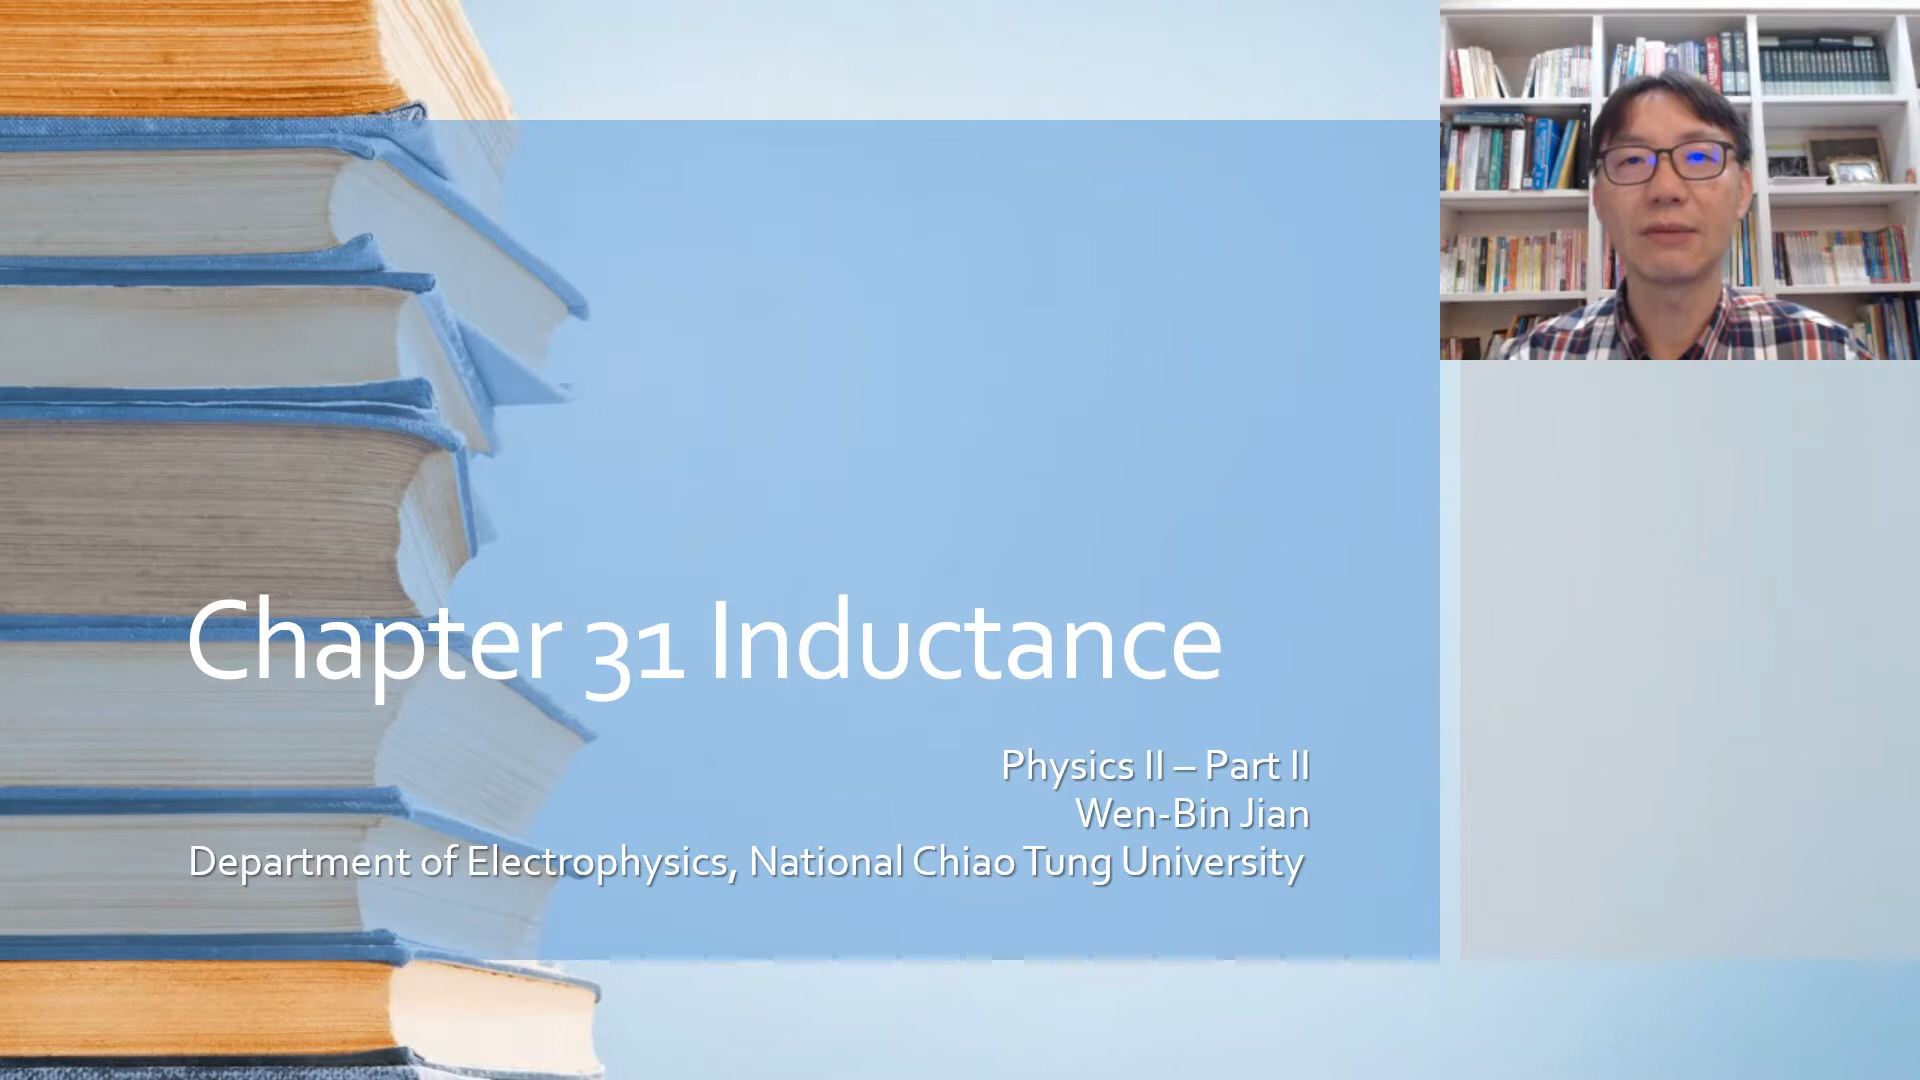 Chapter 31 Inductance
Physics II – Part II
Wen-Bin Jian
Department of Electrophysics, National Chiao Tung University